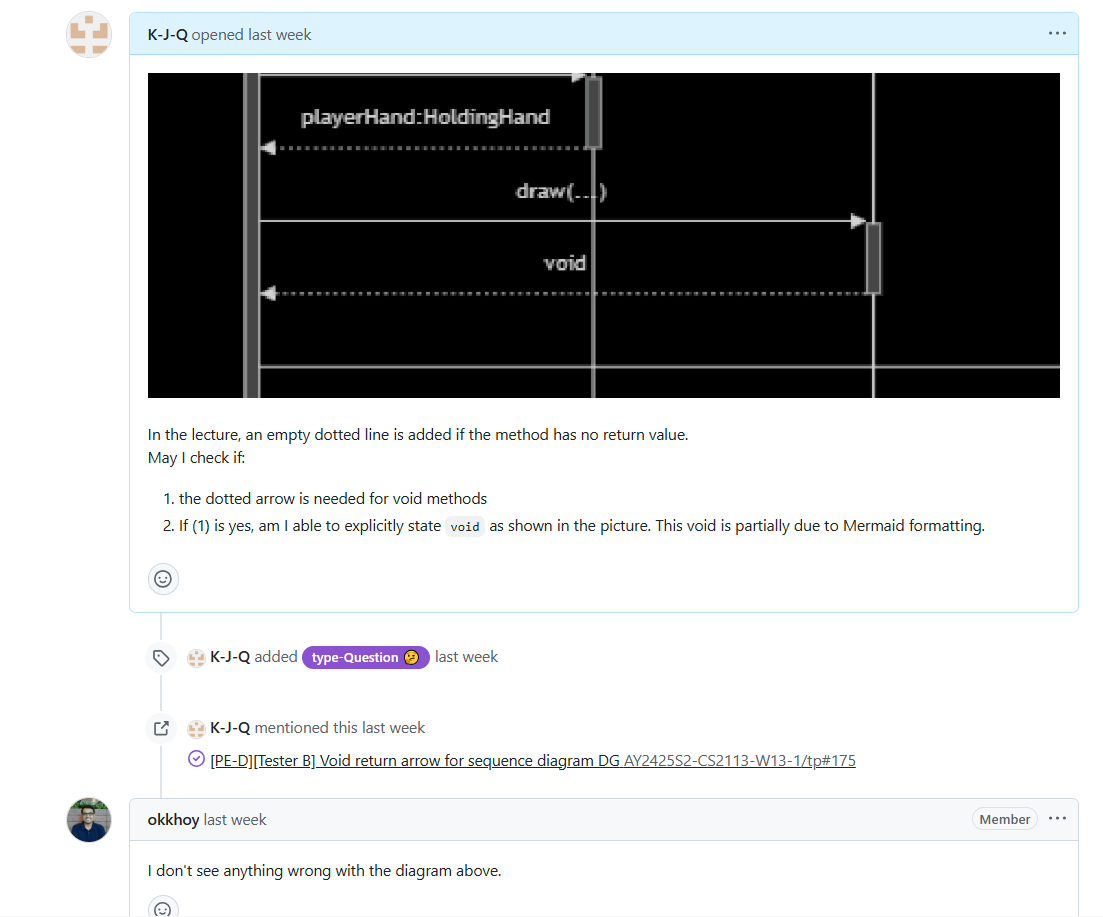 K-J-Q opened last week
playerHand:HoldingHand
draw(...)
void
In the lecture, an empty dotted line is added if the method has no return value.
May I check if:
1. the dotted arrow is needed for void methods
2. If (1) is yes, am I able to explicitly state void as shown in the picture. This void is partially due to Mermaid formatting.
K-J-Q added type-Question 🤔 last week
K-J-Q mentioned this last week
[PE-D][Tester B] Void return arrow for sequence diagram DG AY2425S2-CS2113-W13-1/tp#175
okkhoy last week
Member
I don't see anything wrong with the diagram above.